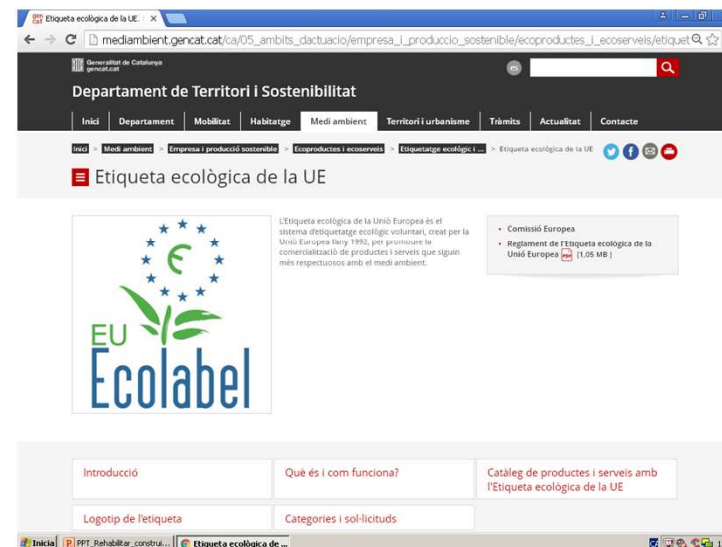 Etiqueta ecològica de la UE.
mediambient.gencat.cat/ca/05_ambits_dactuacio/empresa_i_produccio_sostenible/ecoproductes_i_ecoserveis/etiquet
Generalitat de Catalunya
gencat.cat
es
Departament de Territori i Sostenibilitat
Inici Departament Mobilitat Habitatge Medi ambient Territori i urbanisme Tràmits Actualitat Contacte
Inici > Medi ambient > Empresa i producció sostenible > Ecoproductes i ecoserveis > Etiquetatge ecològic i ... > Etiqueta ecològica de la UE
Etiqueta ecològica de la UE
L'Etiqueta ecològica de la Unió Europea és el
sistema d'etiquetatge ecològic voluntari, creat per la
Unió Europea l'any 1992, per promoure la
comercialització de productes i serveis que siguin
més respectuosos amb el medi ambient.
• Comissió Europea
• Reglament de l'Etiqueta ecològica de la
Unió Europea PDF [1,05 MB ]
EU
Ecolabel
Introducció
Què és i com funciona?
Catàleg de productes i serveis amb
l'Etiqueta ecològica de la UE
Logotip de l'etiqueta
Categories i sol·licituds
Inicia PPT_Rehabilitar_construi... Etiqueta ecològica de ...